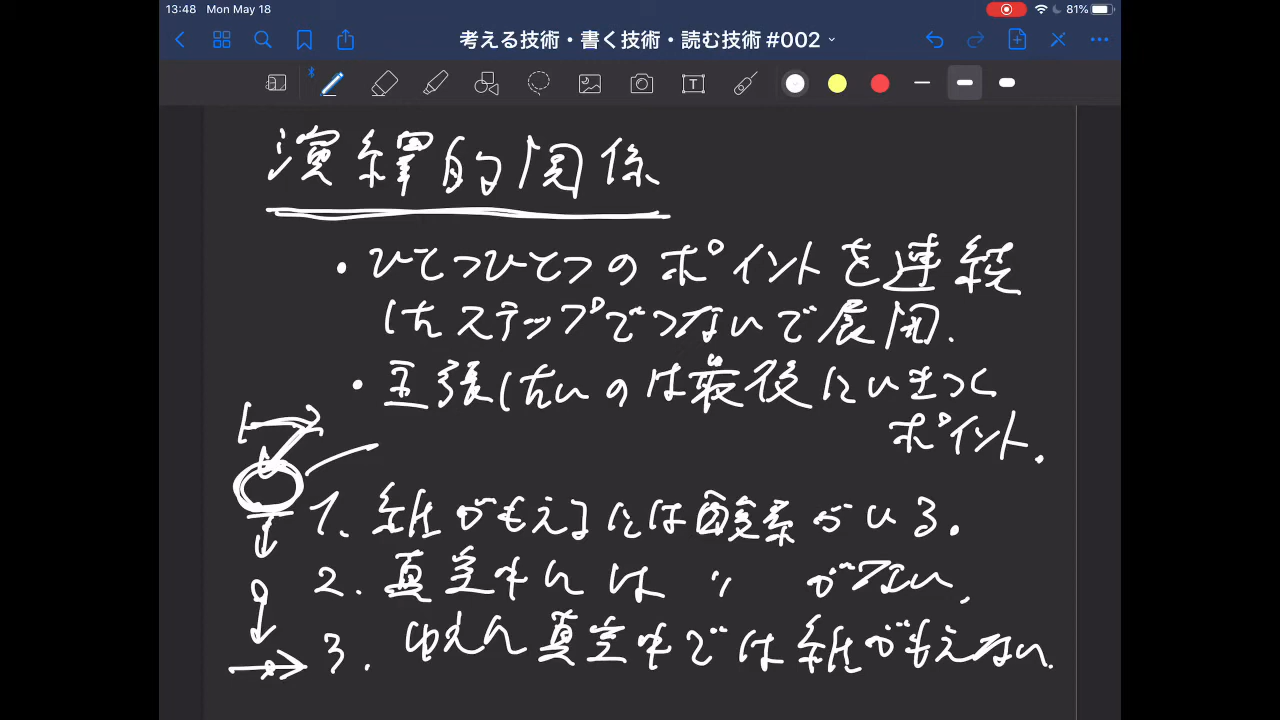 13:48 Mon May 18 81%
考える技術・書く技術・読む技術 #002
T
演繹的関係
・ひとつひとつのポイントを連続
したステップでつないで展開.
・主張したいのは最後にいきつく
ポイント.
1. 紙がもえるには酸素がいる.
2. 真空中には 〃 がない.
3. ゆえに真空中では紙がもえない.